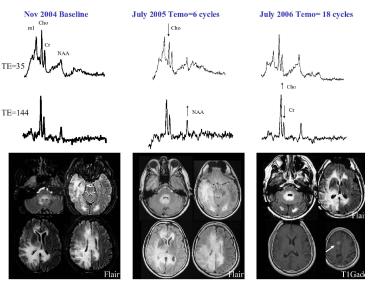 Nov 2004 Baseline
July 2005 Temo=6 cycles
July 2006 Temo= 18 cycles
Cho
mI
Cr
NAA
Cho
TE=35
TE=144
NAA
Cho
Cr
Flair
Flair
Flair
T1Gad